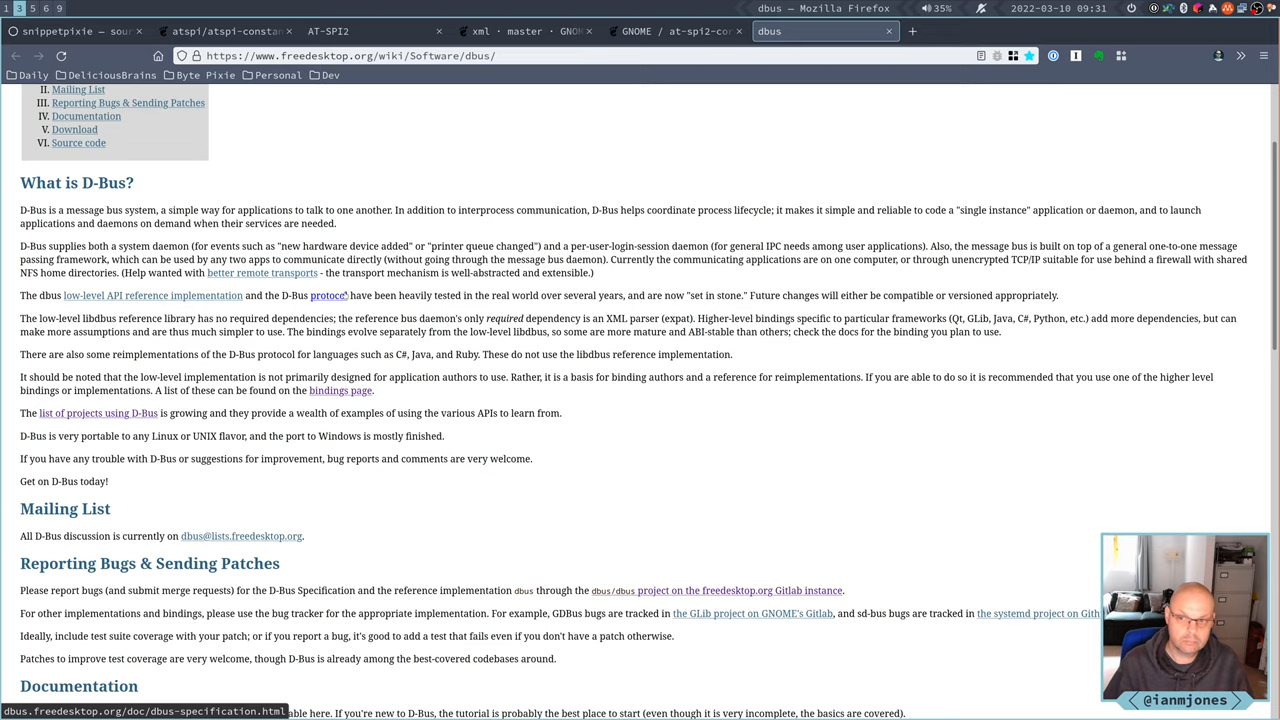 1 3 5 6 9
dbus — Mozilla Firefox
35%
2022-03-10 09:31
snippetpixie — sour
atspi/atspi-constan
AT-SPI2
xml · master · GNOM
GNOME / at-spi2-cor
dbus
https://www.freedesktop.org/wiki/Software/dbus/
Daily DeliciousBrains Byte Pixie Personal Dev
II. Mailing List
III. Reporting Bugs & Sending Patches
IV. Documentation
V. Download
VI. Source code
What is D-Bus?
D-Bus is a message bus system, a simple way for applications to talk to one another. In addition to interprocess communication, D-Bus helps coordinate process lifecycle; it makes it simple and reliable to code a "single instance" application or daemon, and to launch
applications and daemons on demand when their services are needed.
D-Bus supplies both a system daemon (for events such as "new hardware device added" or "printer queue changed") and a per-user-login-session daemon (for general IPC needs among user applications). Also, the message bus is built on top of a general one-to-one message
passing framework, which can be used by any two apps to communicate directly (without going through the message bus daemon). Currently the communicating applications are on one computer, or through unencrypted TCP/IP suitable for use behind a firewall with shared
NFS home directories. (Help wanted with better remote transports - the transport mechanism is well-abstracted and extensible.)
The dbus low-level API reference implementation and the D-Bus protocol have been heavily tested in the real world over several years, and are now "set in stone." Future changes will either be compatible or versioned appropriately.
The low-level libdbus reference library has no required dependencies; the reference bus daemon's only required dependency is an XML parser (expat). Higher-level bindings specific to particular frameworks (Qt, GLib, Java, C#, Python, etc.) add more dependencies, but can
make more assumptions and are thus much simpler to use. The bindings evolve separately from the low-level libdbus, so some are more mature and ABI-stable than others; check the docs for the binding you plan to use.
There are also some reimplementations of the D-Bus protocol for languages such as C#, Java, and Ruby. These do not use the libdbus reference implementation.
It should be noted that the low-level implementation is not primarily designed for application authors to use. Rather, it is a basis for binding authors and a reference for reimplementations. If you are able to do so it is recommended that you use one of the higher level
bindings or implementations. A list of these can be found on the bindings page.
The list of projects using D-Bus is growing and they provide a wealth of examples of using the various APIs to learn from.
D-Bus is very portable to any Linux or UNIX flavor, and the port to Windows is mostly finished.
If you have any trouble with D-Bus or suggestions for improvement, bug reports and comments are very welcome.
Get on D-Bus today!
Mailing List
All D-Bus discussion is currently on dbus@lists.freedesktop.org.
Reporting Bugs & Sending Patches
Please report bugs (and submit merge requests) for the D-Bus Specification and the reference implementation dbus through the dbus/dbus project on the freedesktop.org Gitlab instance.
For other implementations and bindings, please use the bug tracker for the appropriate implementation. For example, GDBus bugs are tracked in the GLib project on GNOME's Gitlab, and sd-bus bugs are tracked in the systemd project on Gith
Ideally, include test suite coverage with your patch; or if you report a bug, it's good to add a test that fails even if you don't have a patch otherwise.
Patches to improve test coverage are very welcome, though D-Bus is already among the best-covered codebases around.
Documentation
@ianmjones
dbus.freedesktop.org/doc/dbus-specification.html
able here. If you're new to D-Bus, the tutorial is probably the best place to start (even though it is very incomplete, the basics are covered).